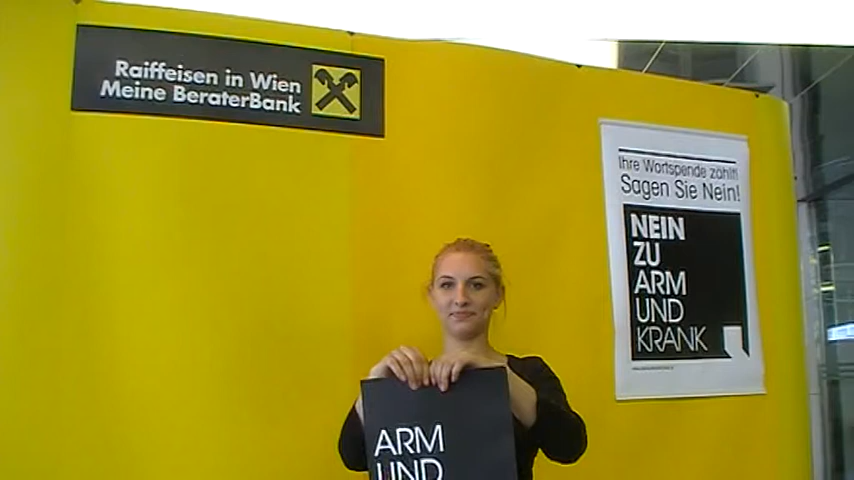 Raiffeisen in Wien
Meine BeraterBank
Ihre Wortspende zählt!
Sagen Sie Nein!
NEIN
ZU
ARM
UND
KRANK
ARM
UND